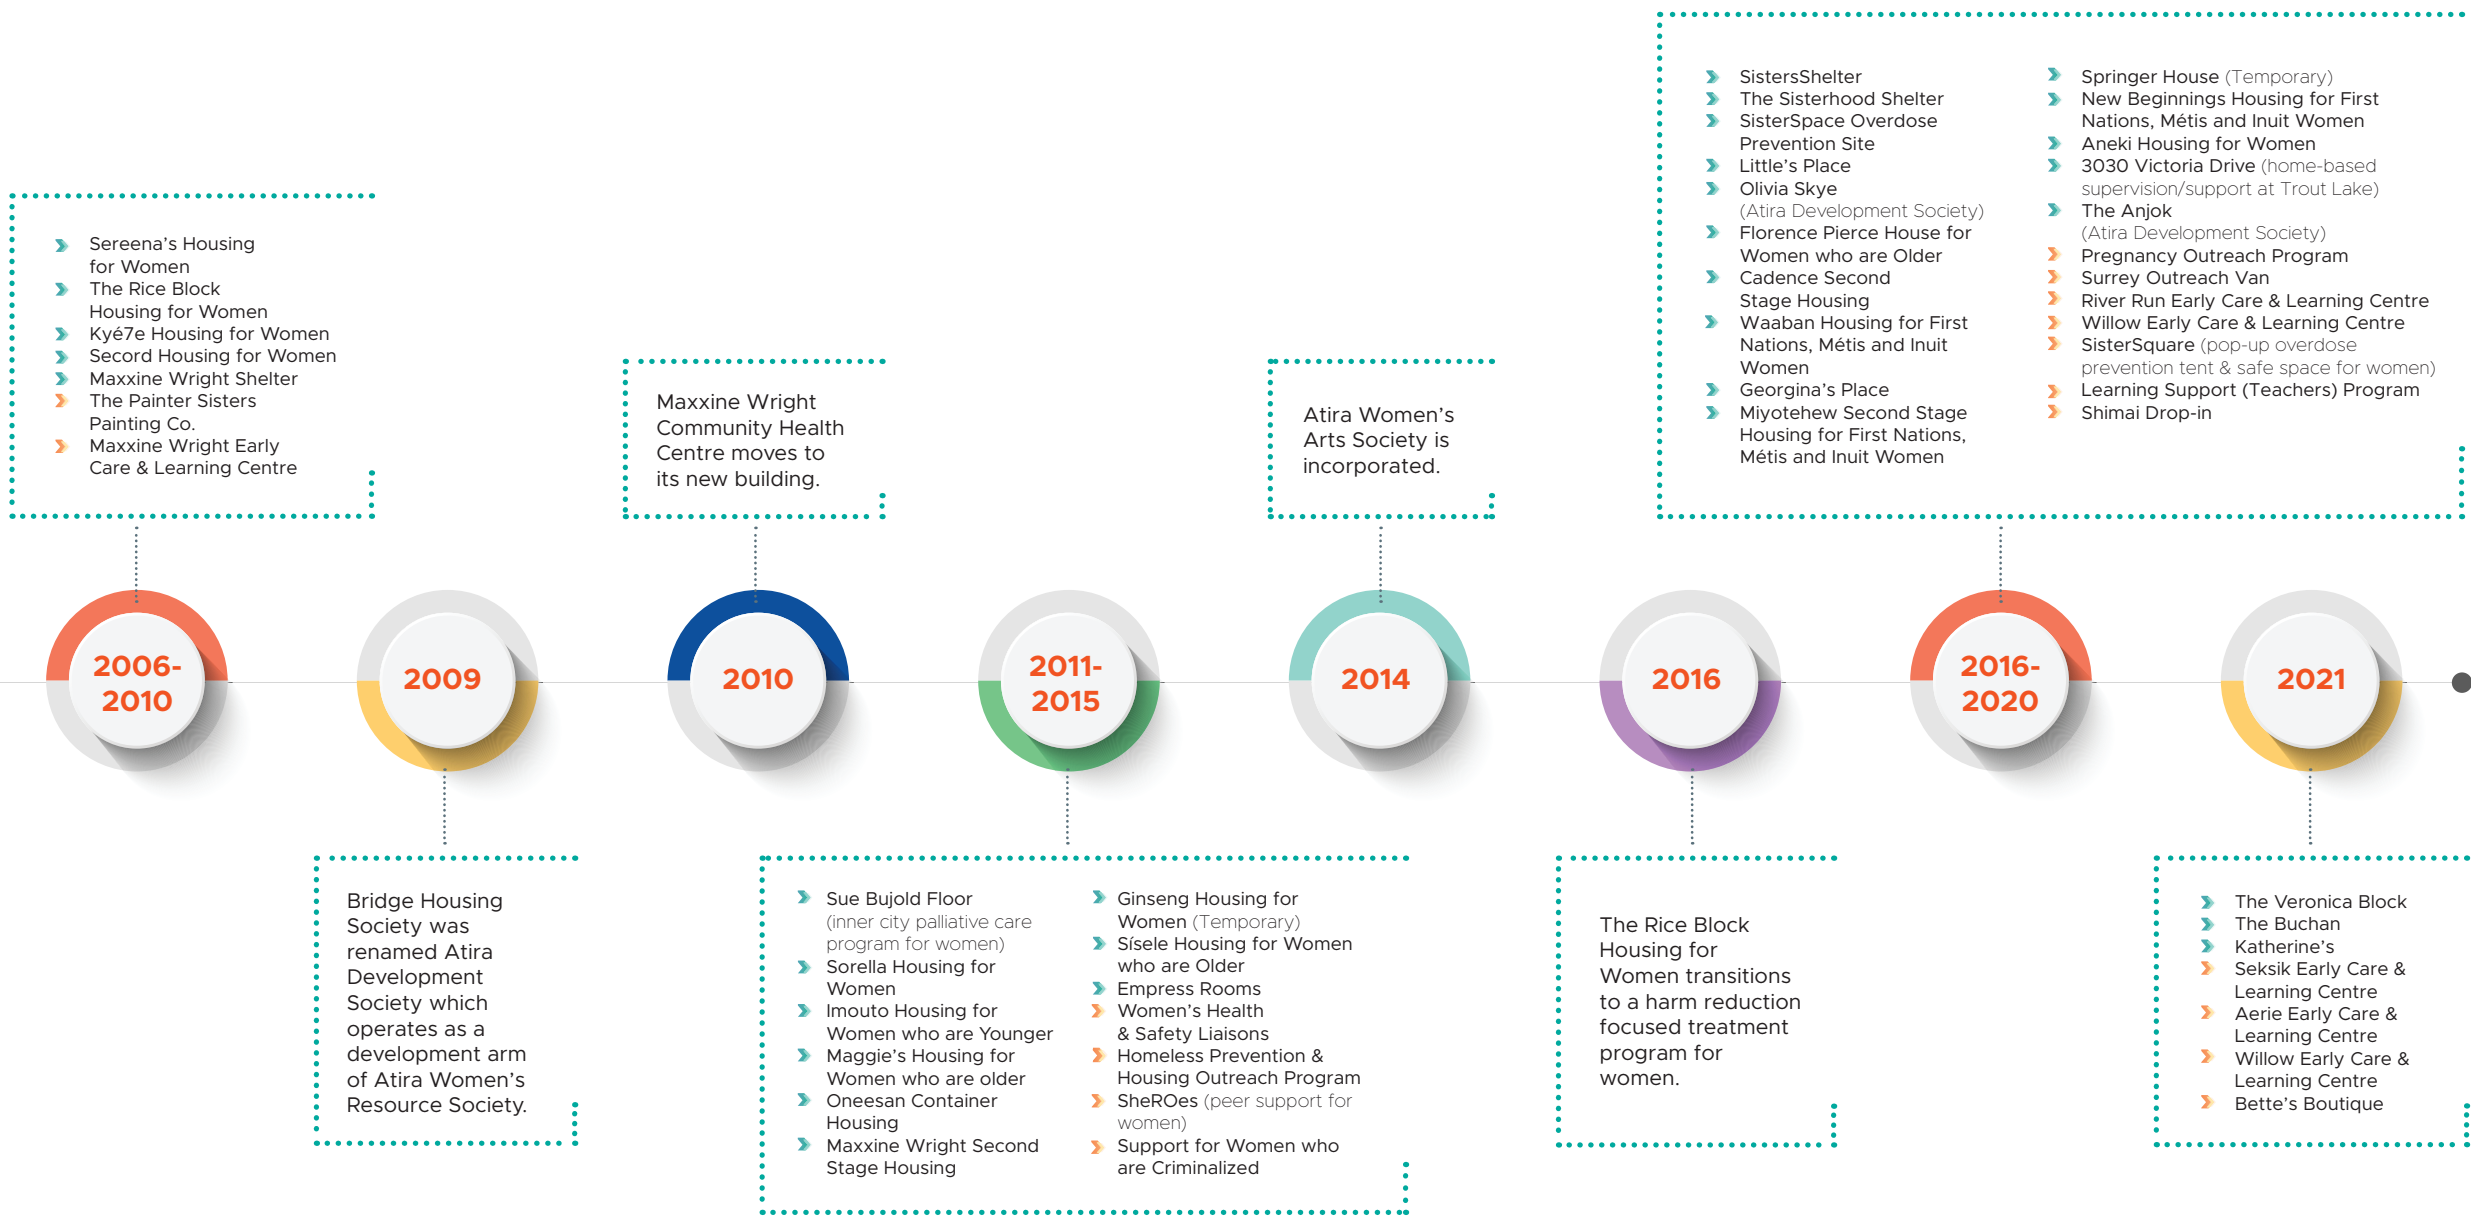 Sereena's Housing
for Women
The Rice Block
Housing for Women
Kyé7e Housing for Women
Secord Housing for Women
Maxxine Wright Shelter
The Painter Sisters
Painting Co.
Maxxine Wright Early
Care & Learning Centre
2006-
2010
2009
Bridge Housing
Society was
renamed Atira
Development
Society which
operates as a
development arm
of Atira Women's
Resource Society.
Maxxine Wright
Community Health
Centre moves to
its new building.
2010
2011-
2015
Sue Bujold Floor
(inner city palliative care
program for women)
Sorella Housing for
Women
Imouto Housing for
Women who are Younger
Maggie's Housing for
Women who are older
Oneesan Container
Housing
Maxxine Wright Second
Stage Housing
Ginseng Housing for
Women (Temporary)
Sísele Housing for Women
who are Older
Empress Rooms
Women's Health
& Safety Liaisons
Homeless Prevention &
Housing Outreach Program
SheROes (peer support for
women)
Support for Women who
are Criminalized
Atira Women's
Arts Society is
incorporated.
2014
2016
The Rice Block
Housing for
Women transitions
to a harm reduction
focused treatment
program for
women.
SistersShelter
The Sisterhood Shelter
SisterSpace Overdose
Prevention Site
Little's Place
Olivia Skye
(Atira Development Society)
Florence Pierce House for
Women who are Older
Cadence Second
Stage Housing
Waaban Housing for First
Nations, Métis and Inuit
Women
Georgina's Place
Miyotehew Second Stage
Housing for First Nations,
Métis and Inuit Women
Springer House (Temporary)
New Beginnings Housing for First
Nations, Métis and Inuit Women
Aneki Housing for Women
3030 Victoria Drive (home-based
supervision/support at Trout Lake)
The Anjok
(Atira Development Society)
Pregnancy Outreach Program
Surrey Outreach Van
River Run Early Care & Learning Centre
Willow Early Care & Learning Centre
SisterSquare (pop-up overdose
prevention tent & safe space for women)
Learning Support (Teachers) Program
Shimai Drop-in
2016-
2020
2021
The Veronica Block
The Buchan
Katherine's
Seksik Early Care &
Learning Centre
Aerie Early Care &
Learning Centre
Willow Early Care &
Learning Centre
Bette's Boutique